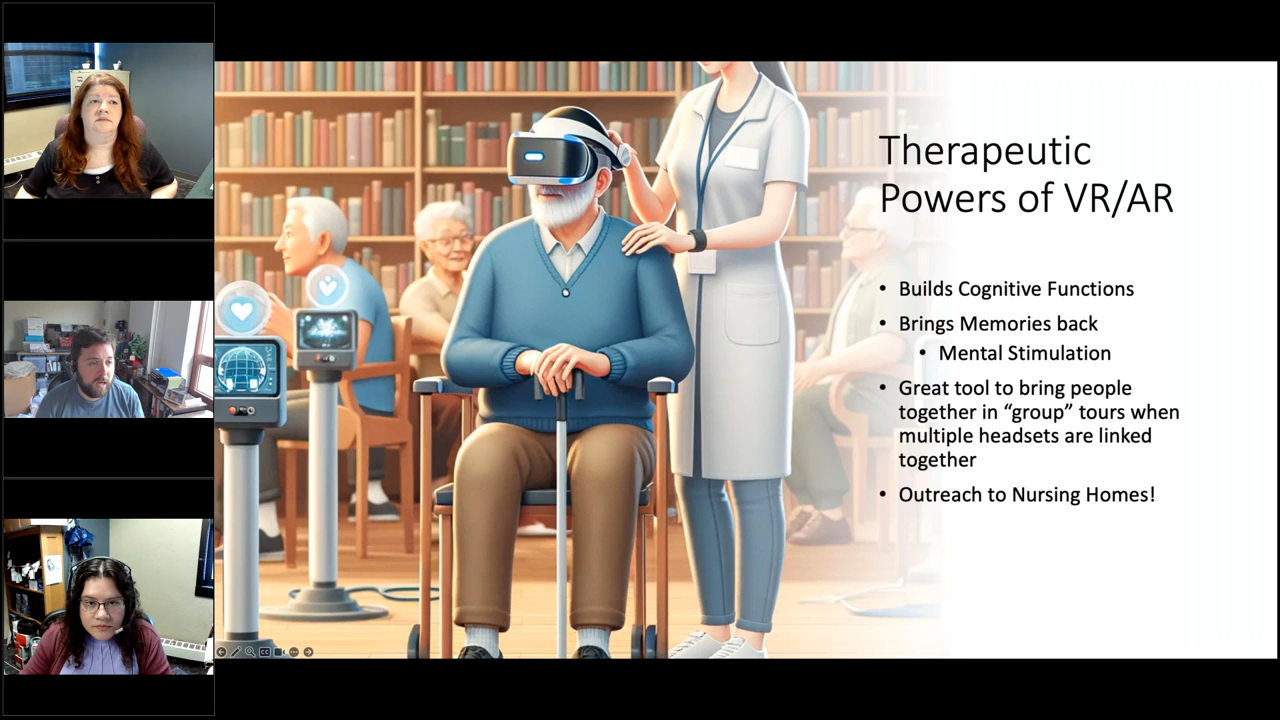 Therapeutic
Powers of VR/AR
• Builds Cognitive Functions
• Brings Memories back
• Mental Stimulation
• Great tool to bring people
together in “group” tours when
multiple headsets are linked
together
• Outreach to Nursing Homes!